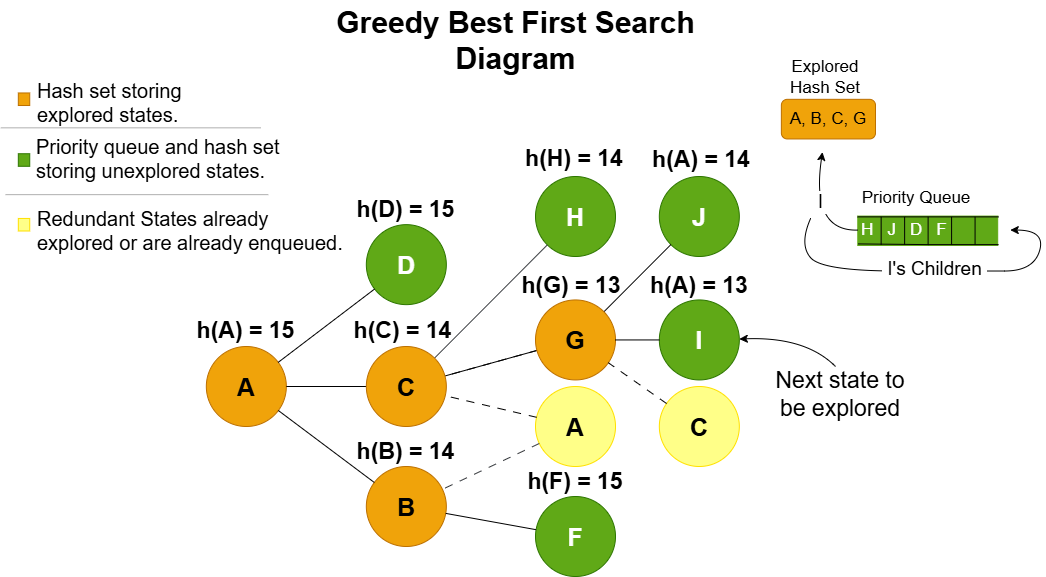 Greedy Best First Search
Diagram
Hash set storing
explored states.
Priority queue and hash set
storing unexplored states.
Redundant States already
explored or are already enqueued.
Explored
Hash Set
A, B, C, G
I
Priority Queue
H J D F
I's Children
h(H) = 14
h(A) = 14
H
J
h(D) = 15
D
h(G) = 13
h(A) = 13
h(A) = 15
h(C) = 14
G
I
A
C
Next state to
be explored
A
C
h(B) = 14
h(F) = 15
B
F